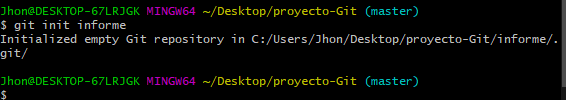 Jhon@DESKTOP-67LRJGK MINGW64 ~/Desktop/proyecto-Git (master)
$ git init informe
Initialized empty Git repository in C:/Users/Jhon/Desktop/proyecto-Git/informe/.
git/
Jhon@DESKTOP-67LRJGK MINGW64 ~/Desktop/proyecto-Git (master)
$